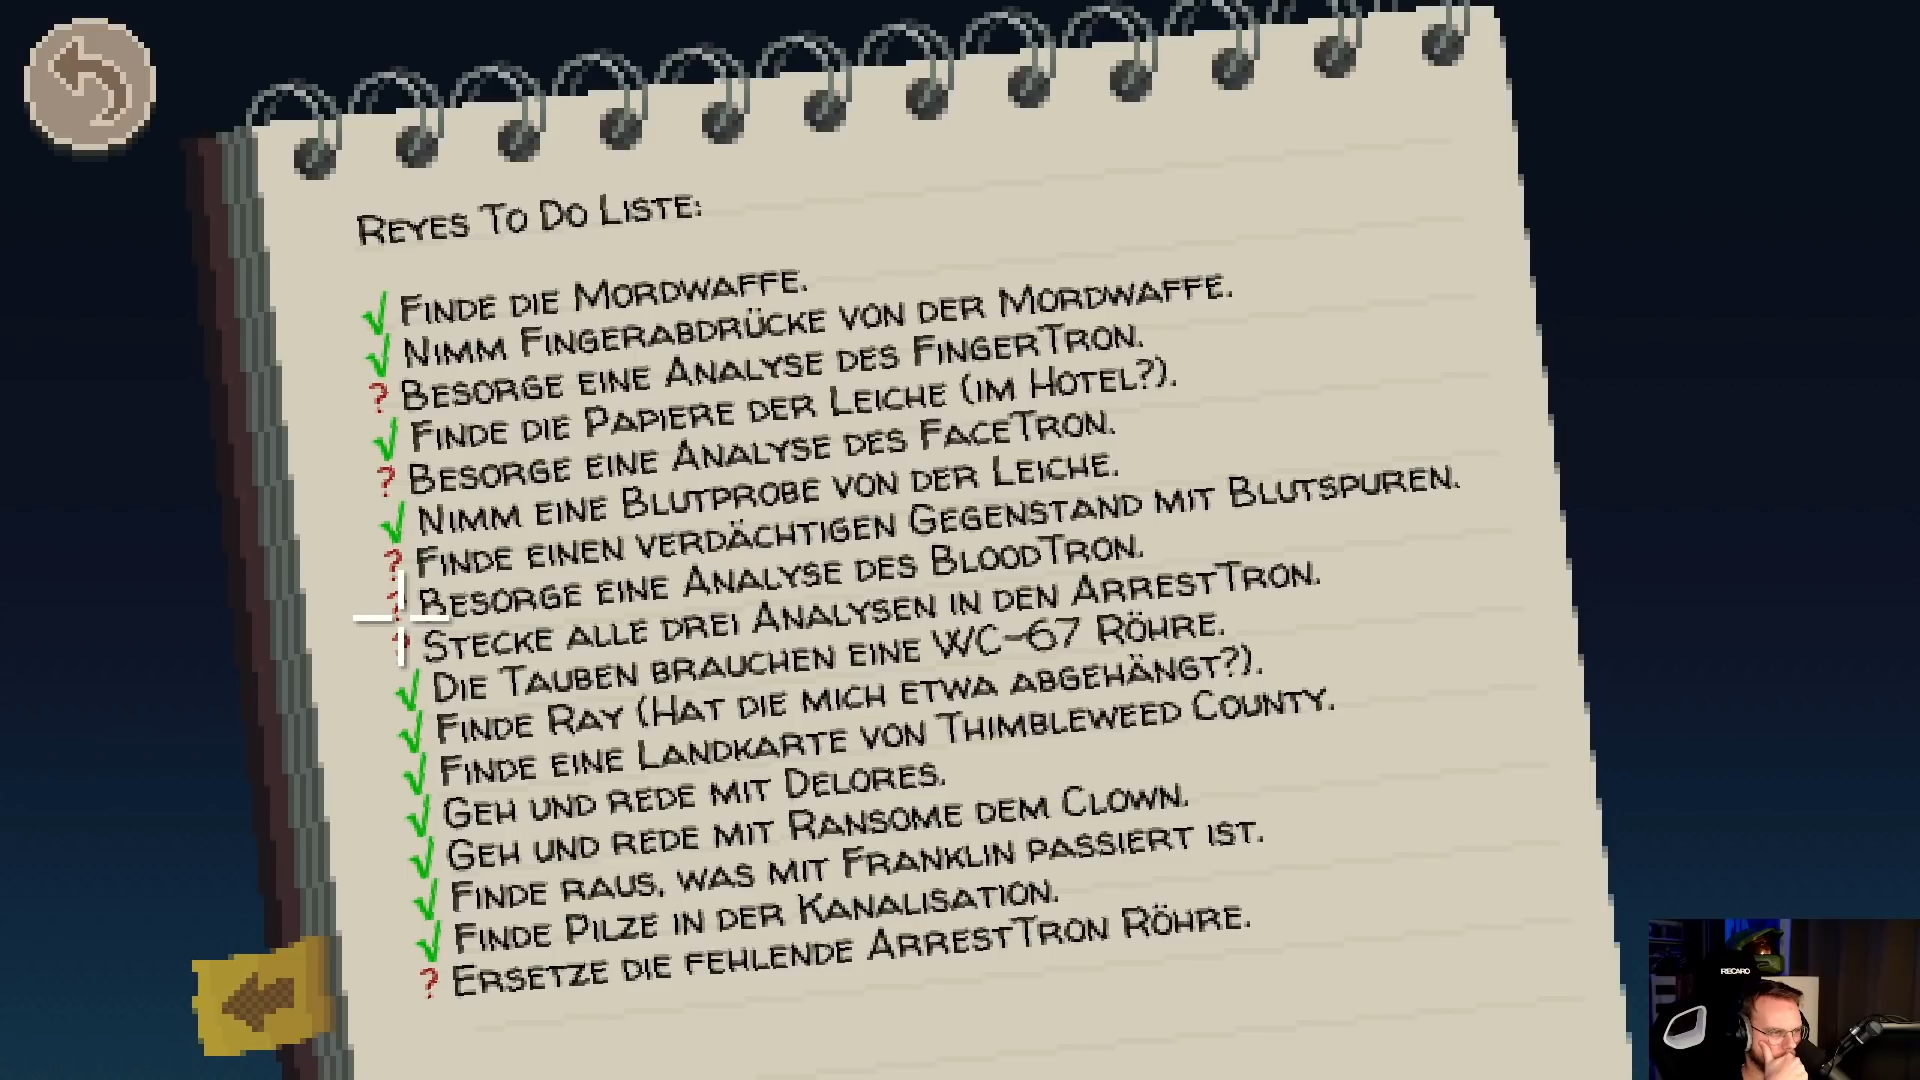 Reyes To Do Liste:
√ Finde die Mordwaffe.
√ Nimm Fingerabdrücke von der Mordwaffe.
? Besorge eine Analyse des FingerTron.
√ Finde die Papiere der Leiche (im Hotel?).
? Besorge eine Analyse des FaceTron.
√ Nimm eine Blutprobe von der Leiche.
? Finde einen verdächtigen Gegenstand mit Blutspuren.
? Besorge eine Analyse des BloodTron.
? Stecke alle drei Analysen in den ArrestTron.
√ Die Tauben brauchen eine WC-67 Röhre.
√ Finde Ray (Hat die mich etwa abgehängt?).
√ Finde eine Landkarte von Thimbleweed County.
√ Geh und rede mit Delores.
√ Geh und rede mit Ransome dem Clown.
√ Finde raus, was mit Franklin passiert ist.
√ Finde Pilze in der Kanalisation.
? Ersetze die fehlende ArrestTron Röhre.
RECARO